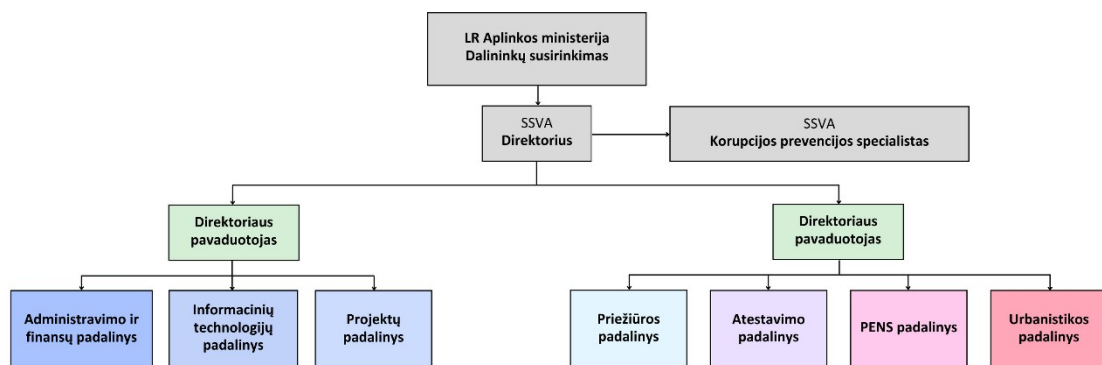 LR Aplinkos ministerija
Dalininkų susirinkimas
SSVA
Direktorius
SSVA
Korupcijos prevencijos specialistas
Direktoriaus
pavaduotojas
Direktoriaus
pavaduotojas
Administravimo ir
finansų padalinys
Informacinių
technologijų
padalinys
Projektų
padalinys
Priežiūros
padalinys
Atestavimo
padalinys
PENS padalinys
Urbanistikos
padalinys